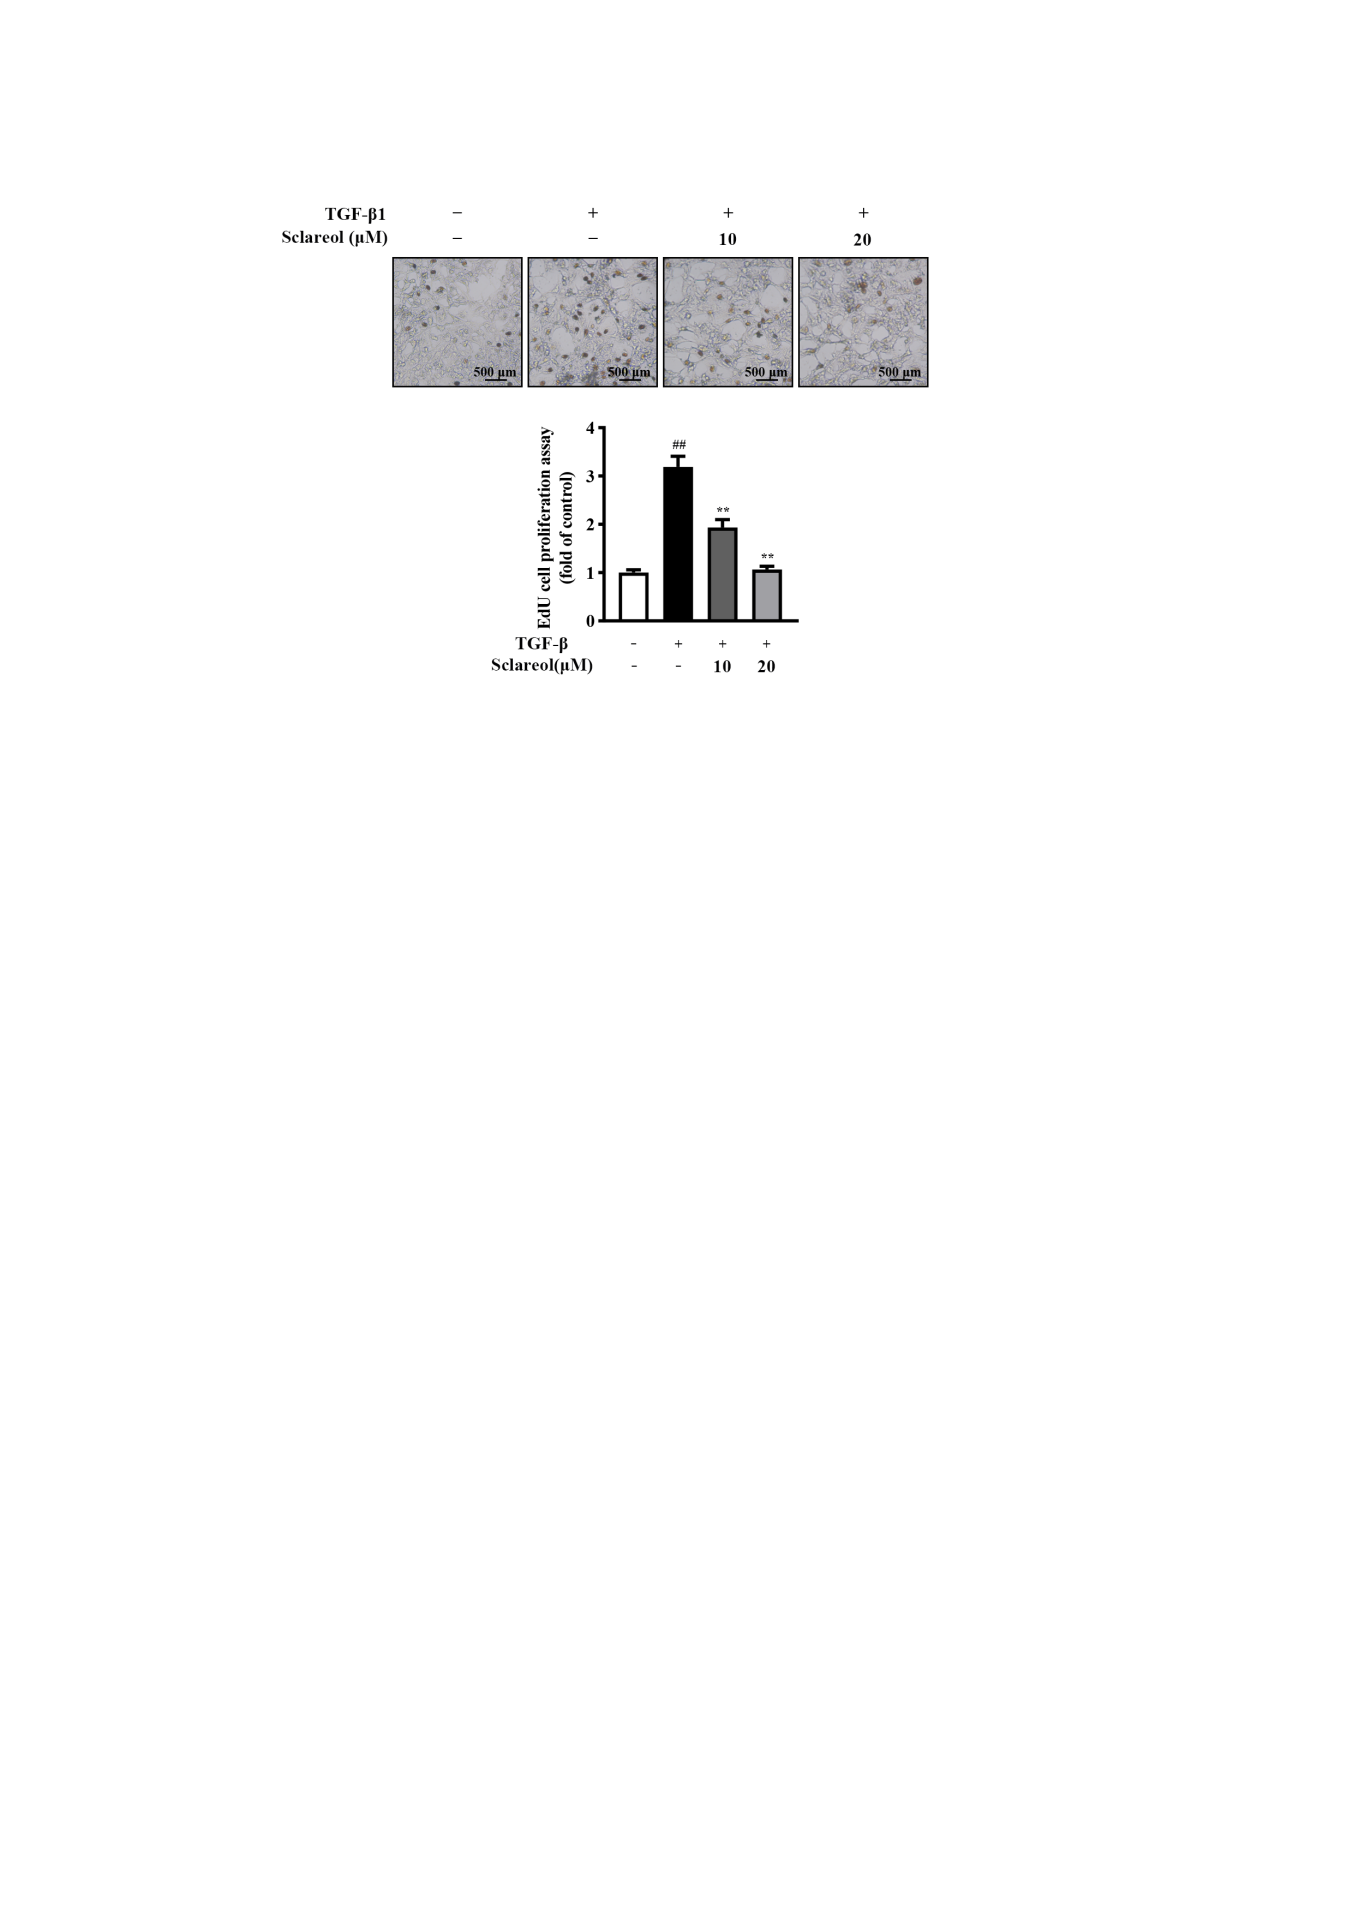 TGF-β1 – + + +
Sclareol (μM) – – 10 20
500 μm 500 μm 500 μm 500 μm
EdU cell proliferation assay
(fold of control)
4
3
2
1
0
##
**
**
TGF-β - + + +
Sclareol(μM) - - 10 20